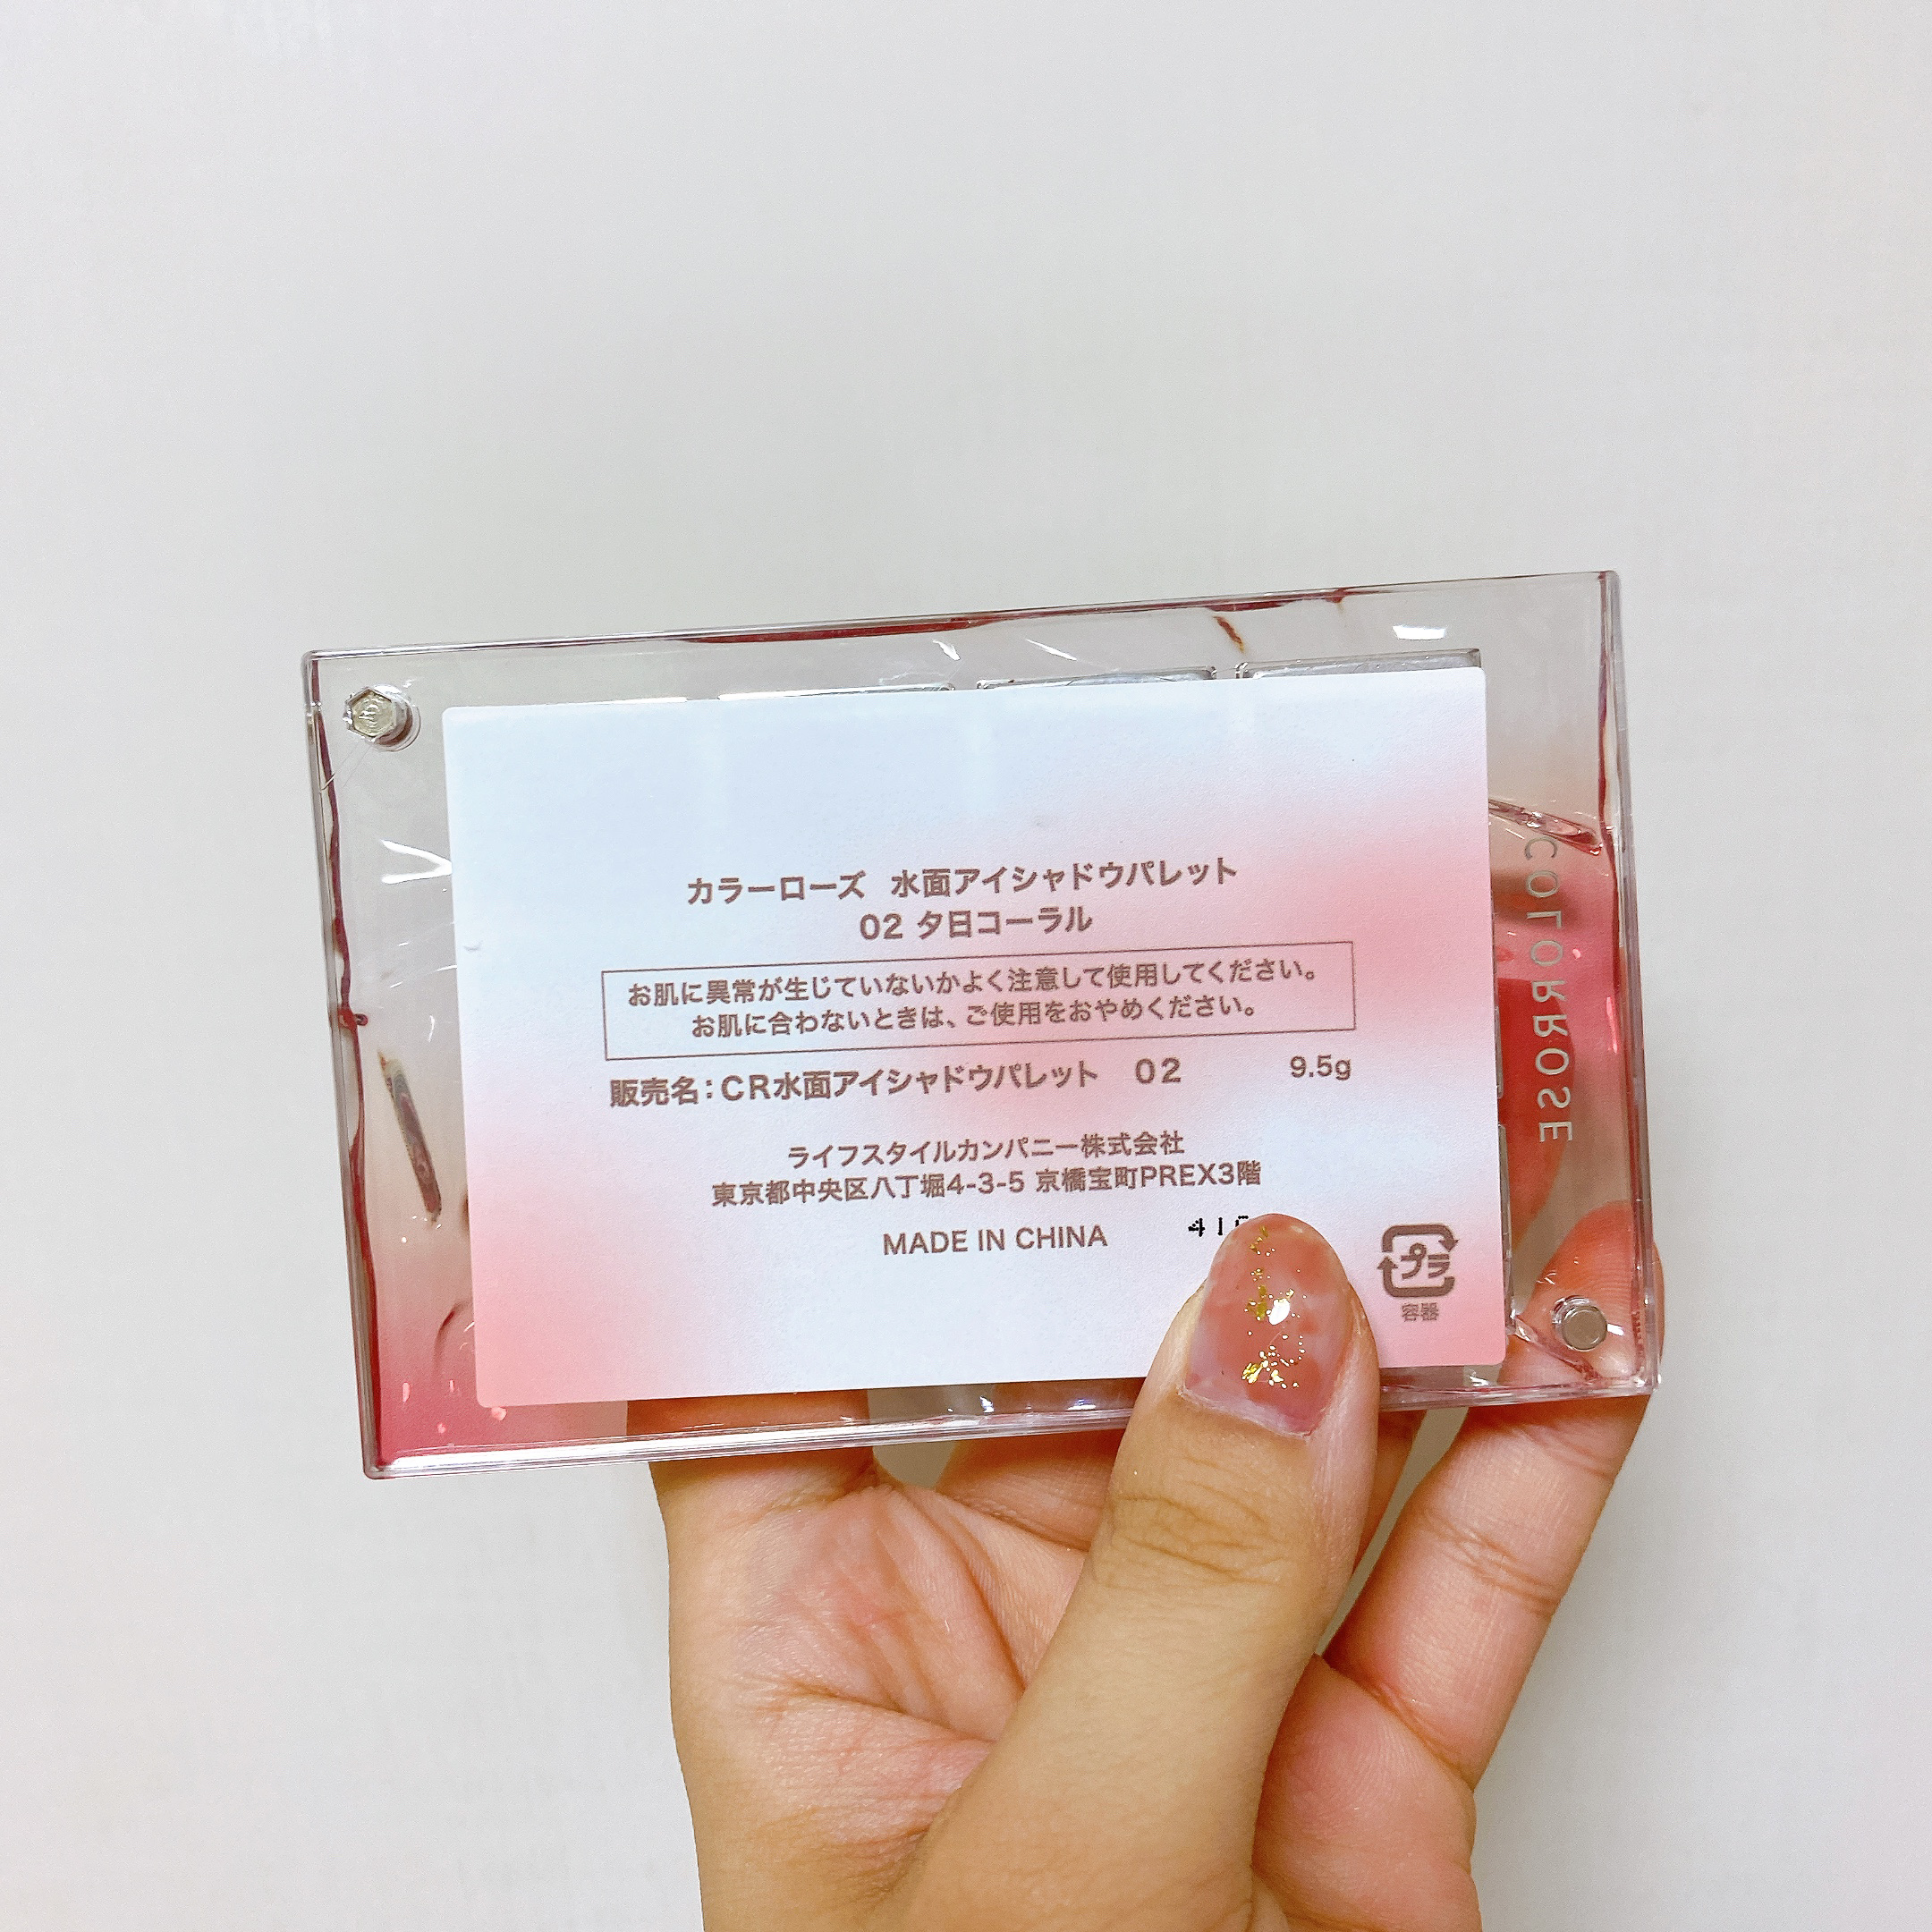 カラーローズ 水面アイシャドウパレット
02 夕日コーラル
お肌に異常が生じていないかよく注意して使用してください。
お肌に合わないときは、ご使用をおやめください。
販売名：CR水面アイシャドウパレット 02 9.5g
ライフスタイルカンパニー株式会社
東京都中央区八丁堀4-3-5 京橋宝町PREX3階
MADE IN CHINA
プラ
容器
COLORROSE